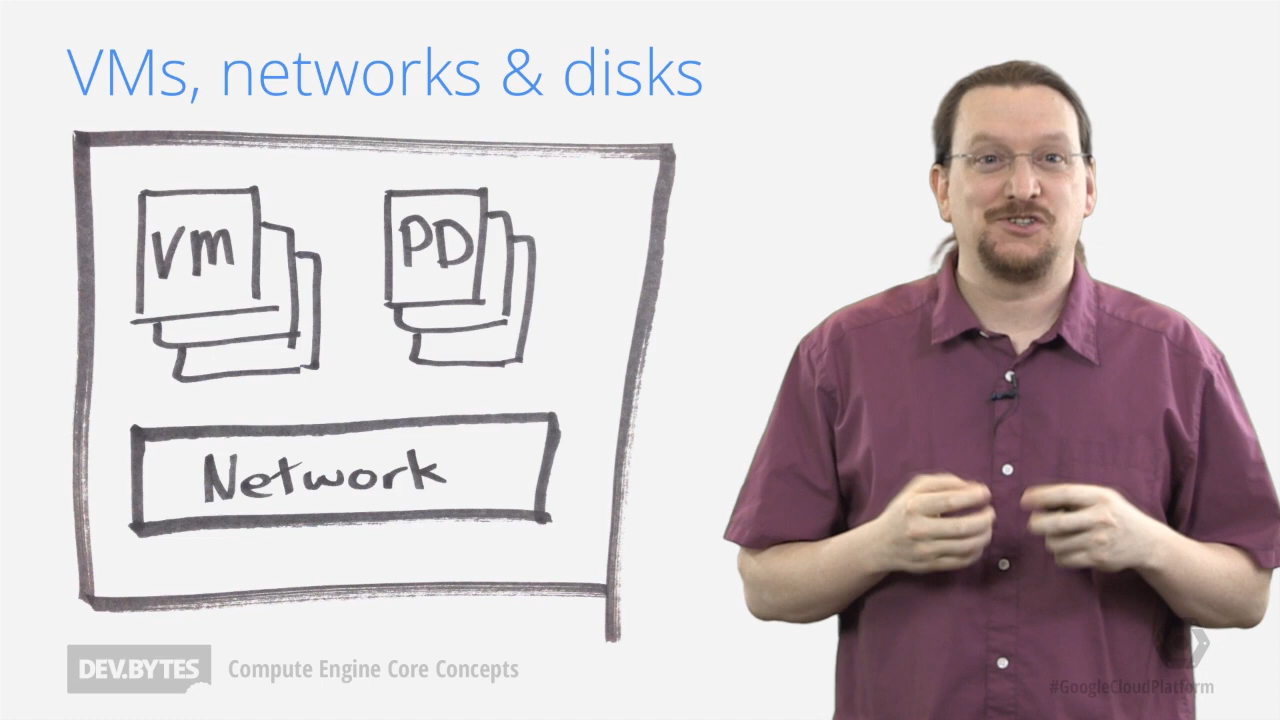 VMs, networks & disks
VM
PD
Network
DEV.BYTES
Compute Engine Core Concepts
#GoogleCloudPlatform